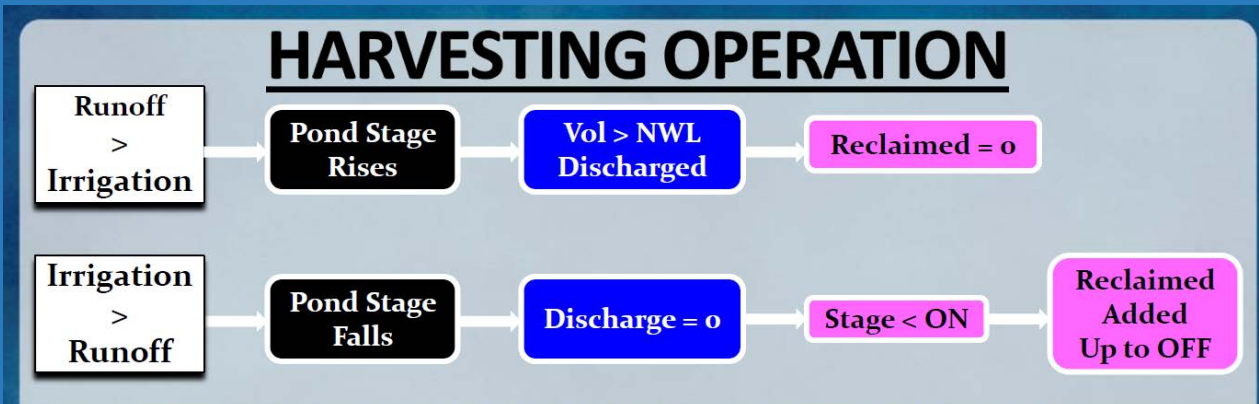 HARVESTING OPERATION
Runoff
>
Irrigation
Pond Stage
Rises
Vol > NWL
Discharged
Reclaimed = 0
Irrigation
>
Runoff
Pond Stage
Falls
Discharge = 0
Stage < ON
Reclaimed
Added
Up to OFF